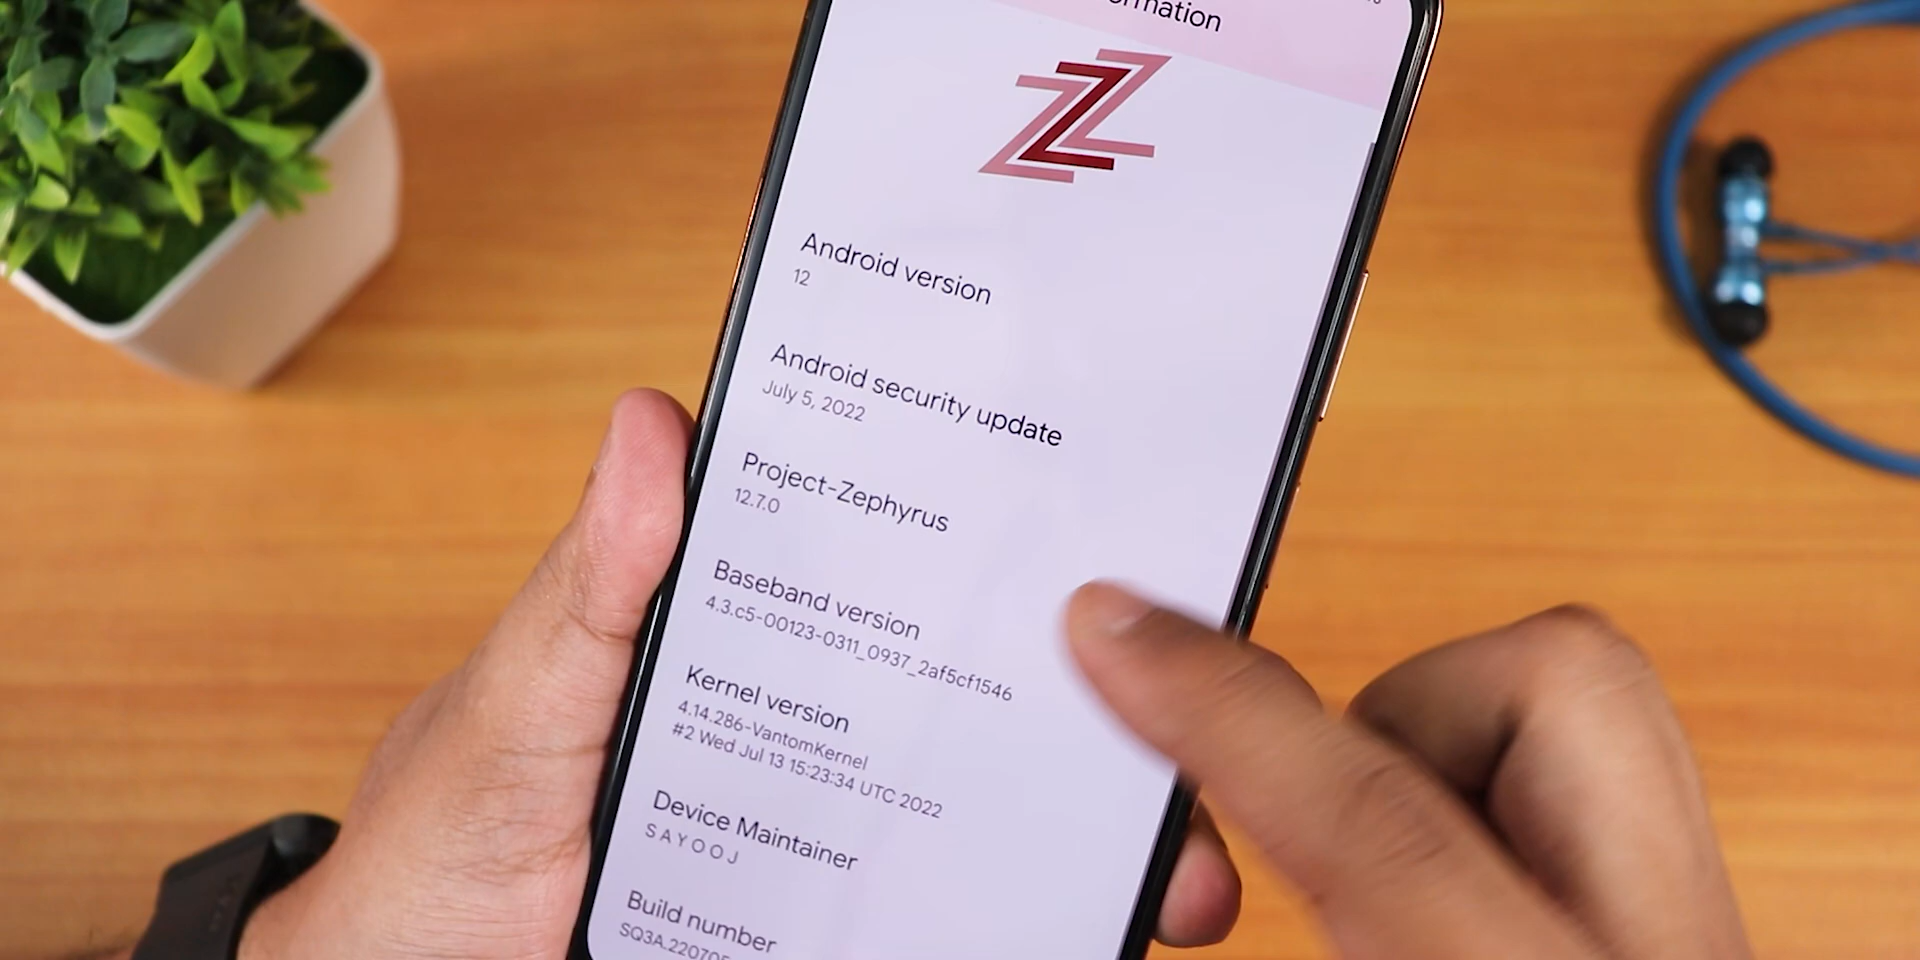 Android version
12
Android security update
July 5, 2022
Project-Zephyrus
12.7.0
Baseband version
4.3.c5-00123-0311_0937_2af5cf1546
Kernel version
4.14.286-VantomKernel
#2 Wed Jul 13 15:23:34 UTC 2022
Device Maintainer
S A Y O O J
Build number